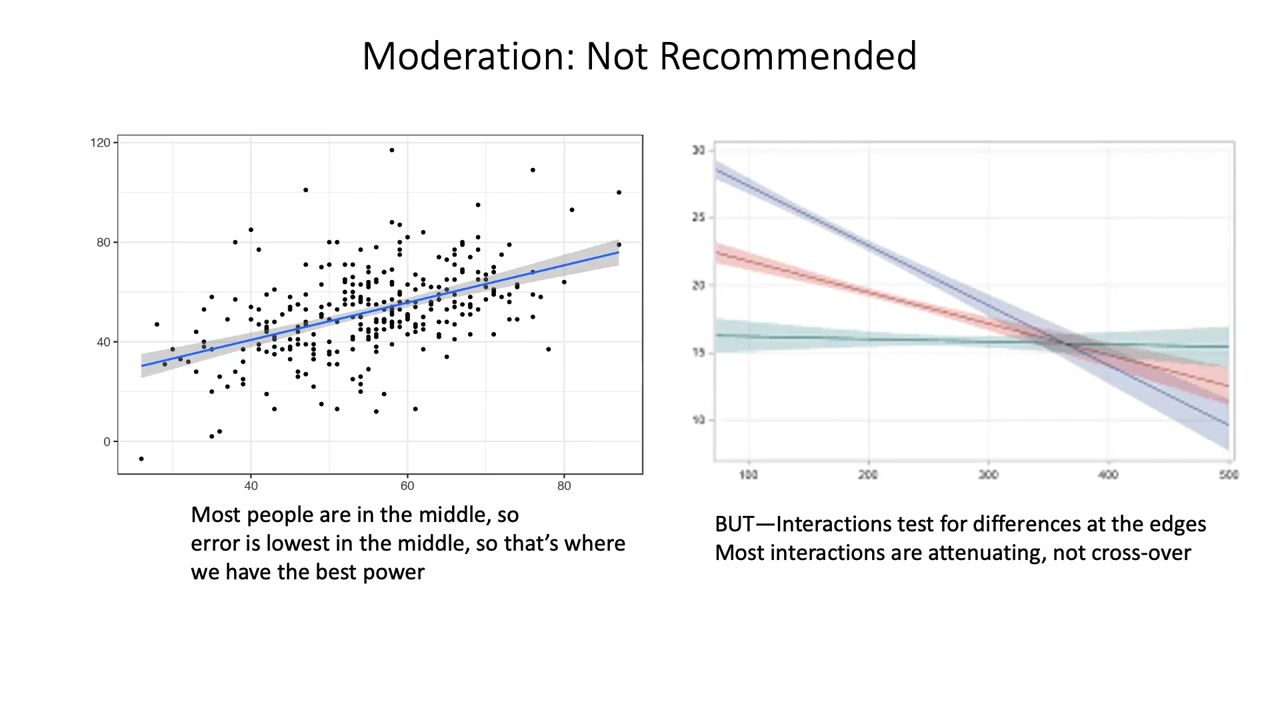 Moderation: Not Recommended
120
80
40
0
40
60
80
Most people are in the middle, so
error is lowest in the middle, so that's where
we have the best power
30
25
20
15
10
100
200
300
400
500
BUT—Interactions test for differences at the edges
Most interactions are attenuating, not cross-over